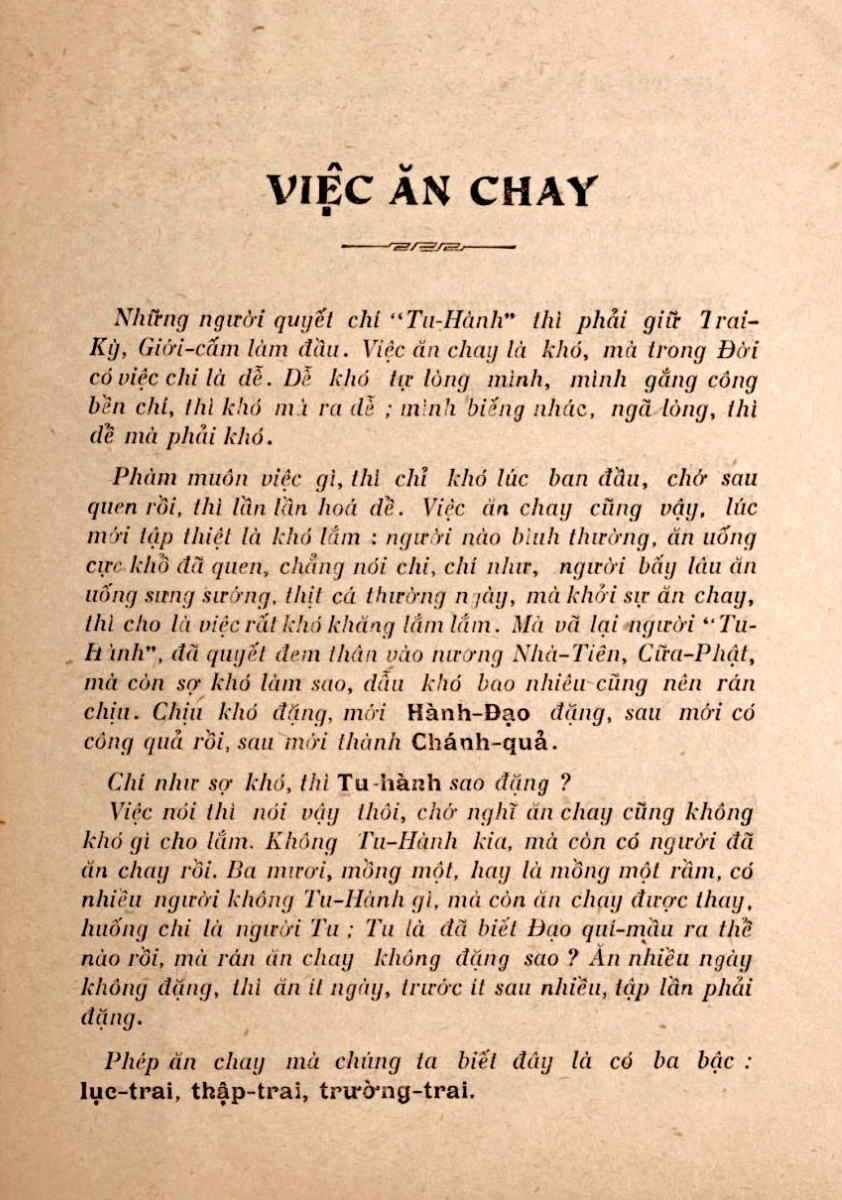 VIỆC ĂN CHAY
Những người quyết chí “Tu-Hành” thì phải giữ Trai-
Kỳ, Giới-cấm làm đầu. Việc ăn chay là khó, mà trong Đời
có việc chi là dễ. Dễ khó tự lòng mình, mình gắng công
bền chí, thì khó mà ra dễ ; mình biếng nhác, ngã lòng, thì
dề mà phải khó.
Phàm muôn việc gì, thì chỉ khó lúc ban đầu, chớ sau
quen rồi, thì lần lần hoá dề. Việc ăn chay cũng vậy, lúc
mới tập thiệt là khó lắm : người nào bình thường, ăn uống
cực khổ đã quen, chẳng nói chi, chí như, người bấy lâu ăn
uống sưng sướng, thịt cá thường ngày, mà khởi sự ăn chay,
thì cho là việc rất khó khăng lắm lắm. Mà vã lại người “Tu-
Hành”, đã quyết đem thân vào nương Nhà-Tiên, Cữa-Phật,
mà còn sợ khó làm sao, dẫu khó bao nhiêu cũng nên rán
chịu. Chịu khó đặng, mới Hành-Đạo đặng, sau mới có
công quả rồi, sau mới thành Chánh-quả.
Chí như sợ khó, thì Tu-hành sao đặng ?
Việc nói thì nói vậy thôi, chớ nghĩ ăn chay cũng không
khó gì cho lắm. Không Tu-Hành kia, mà còn có người đã
ăn chay rồi. Ba mươi, mồng một, hay là mồng một rầm, có
nhiều người không Tu-Hành gì, mà còn ăn chay được thay,
huống chi là người Tu ; Tu là đã biết Đạo quí-mầu ra thế
nào rồi, mà rán ăn chay không đặng sao ? Ăn nhiều ngày
không đặng, thì ăn ít ngày, trước ít sau nhiều, tập lần phải
đặng.
Phép ăn chay mà chúng ta biết đây là có ba bậc :
lục-trai, thập-trai, trường-trai.